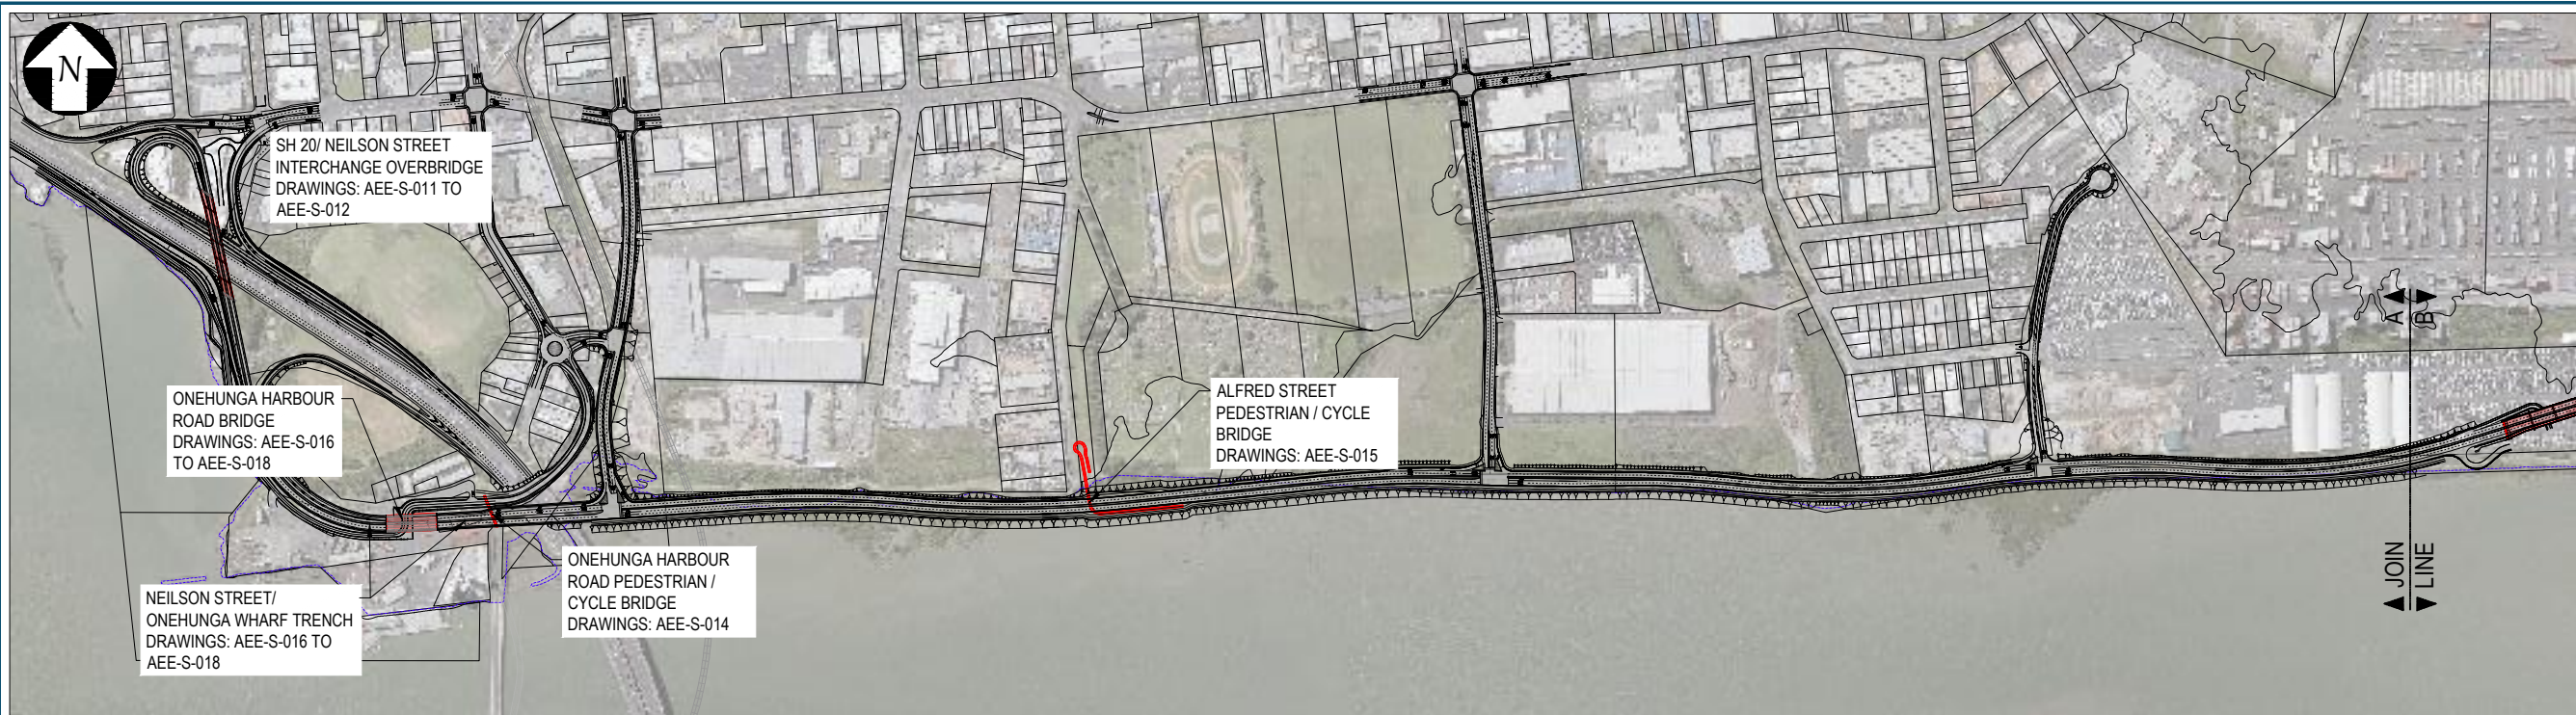 N
SH 20/ NEILSON STREET
INTERCHANGE OVERBRIDGE
DRAWINGS: AEE-S-011 TO
AEE-S-012
ONEHUNGA HARBOUR
ROAD BRIDGE
DRAWINGS: AEE-S-016
TO AEE-S-018
ALFRED STREET
PEDESTRIAN / CYCLE
BRIDGE
DRAWINGS: AEE-S-015
ONEHUNGA HARBOUR
ROAD PEDESTRIAN /
CYCLE BRIDGE
DRAWINGS: AEE-S-014
NEILSON STREET/
ONEHUNGA WHARF TRENCH
DRAWINGS: AEE-S-016 TO
AEE-S-018
A
B
JOIN
LINE